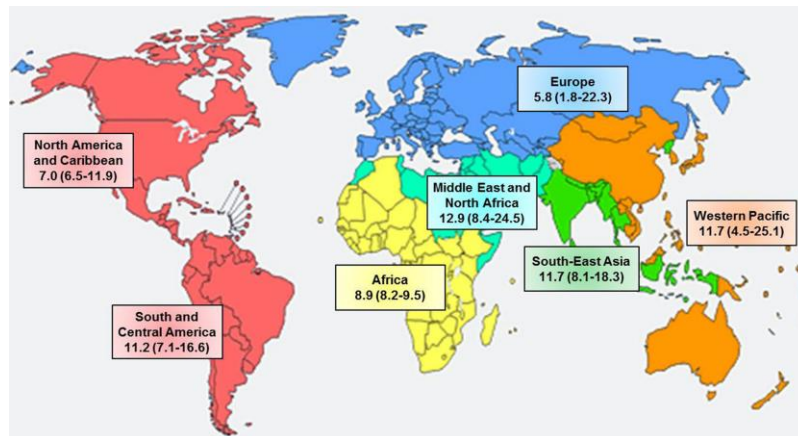 Europe
5.8 (1.8-22.3)
North America
and Caribbean
7.0 (6.5-11.9)
Middle East and
North Africa
12.9 (8.4-24.5)
Western Pacific
11.7 (4.5-25.1)
South-East Asia
11.7 (8.1-18.3)
Africa
8.9 (8.2-9.5)
South and
Central America
11.2 (7.1-16.6)